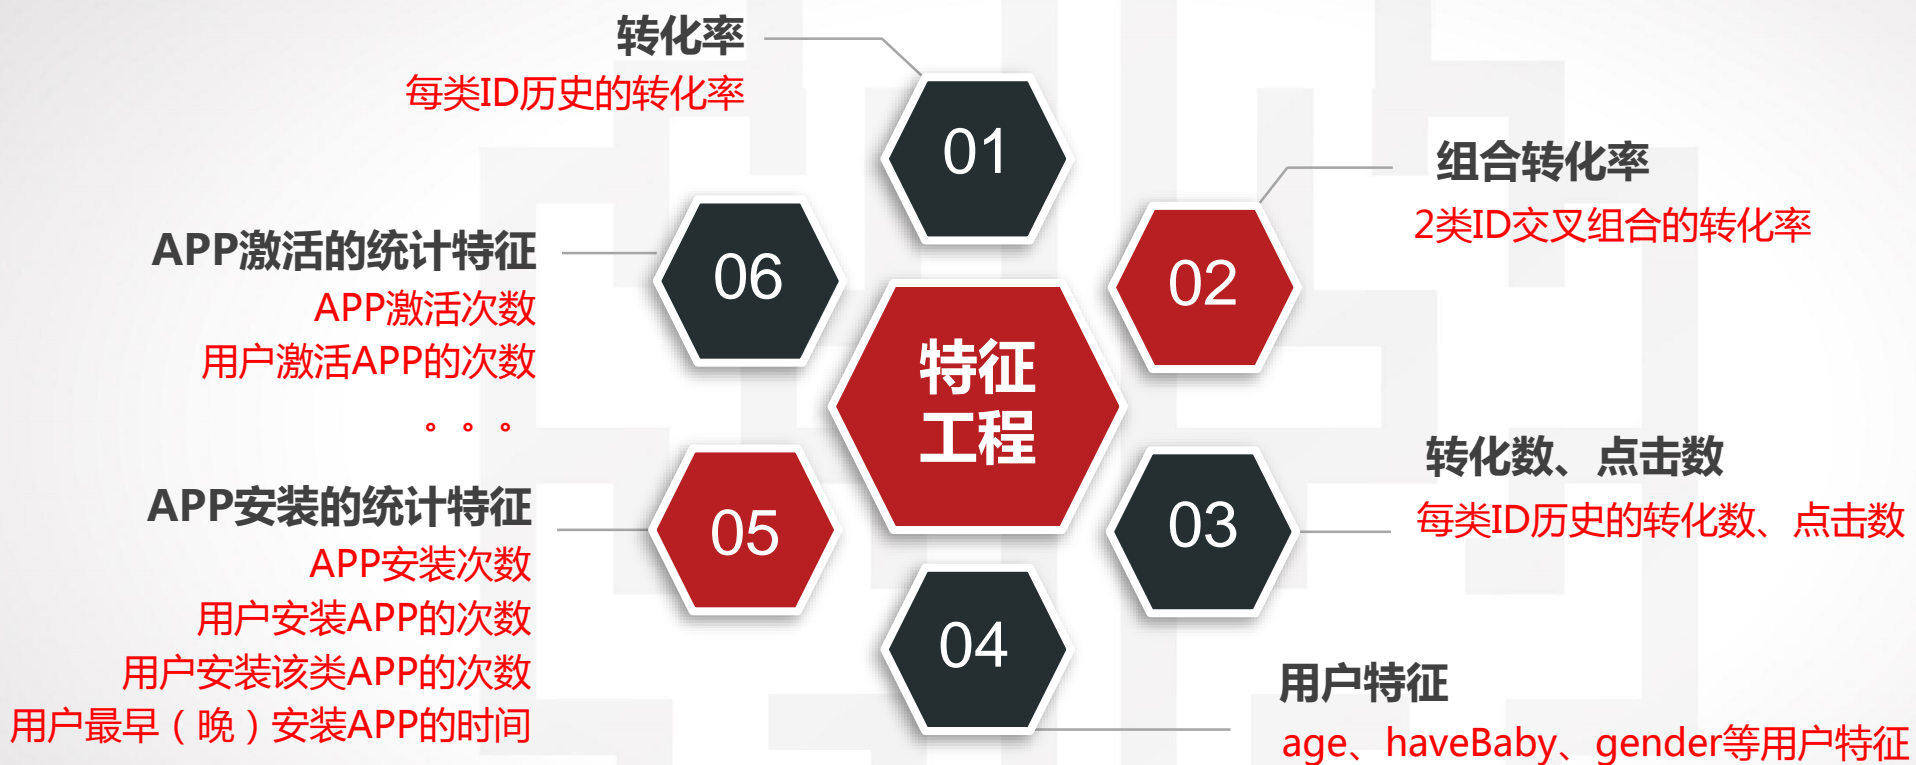 转化率
每类ID历史的转化率
01
组合转化率
2类ID交叉组合的转化率
02
APP激活的统计特征
APP激活次数
用户激活APP的次数
。。。
06
特征
工程
转化数、点击数
每类ID历史的转化数、点击数
03
APP安装的统计特征
APP安装次数
用户安装APP的次数
用户安装该类APP的次数
用户最早（晚）安装APP的时间
05
04
用户特征
age、haveBaby、gender等用户特征